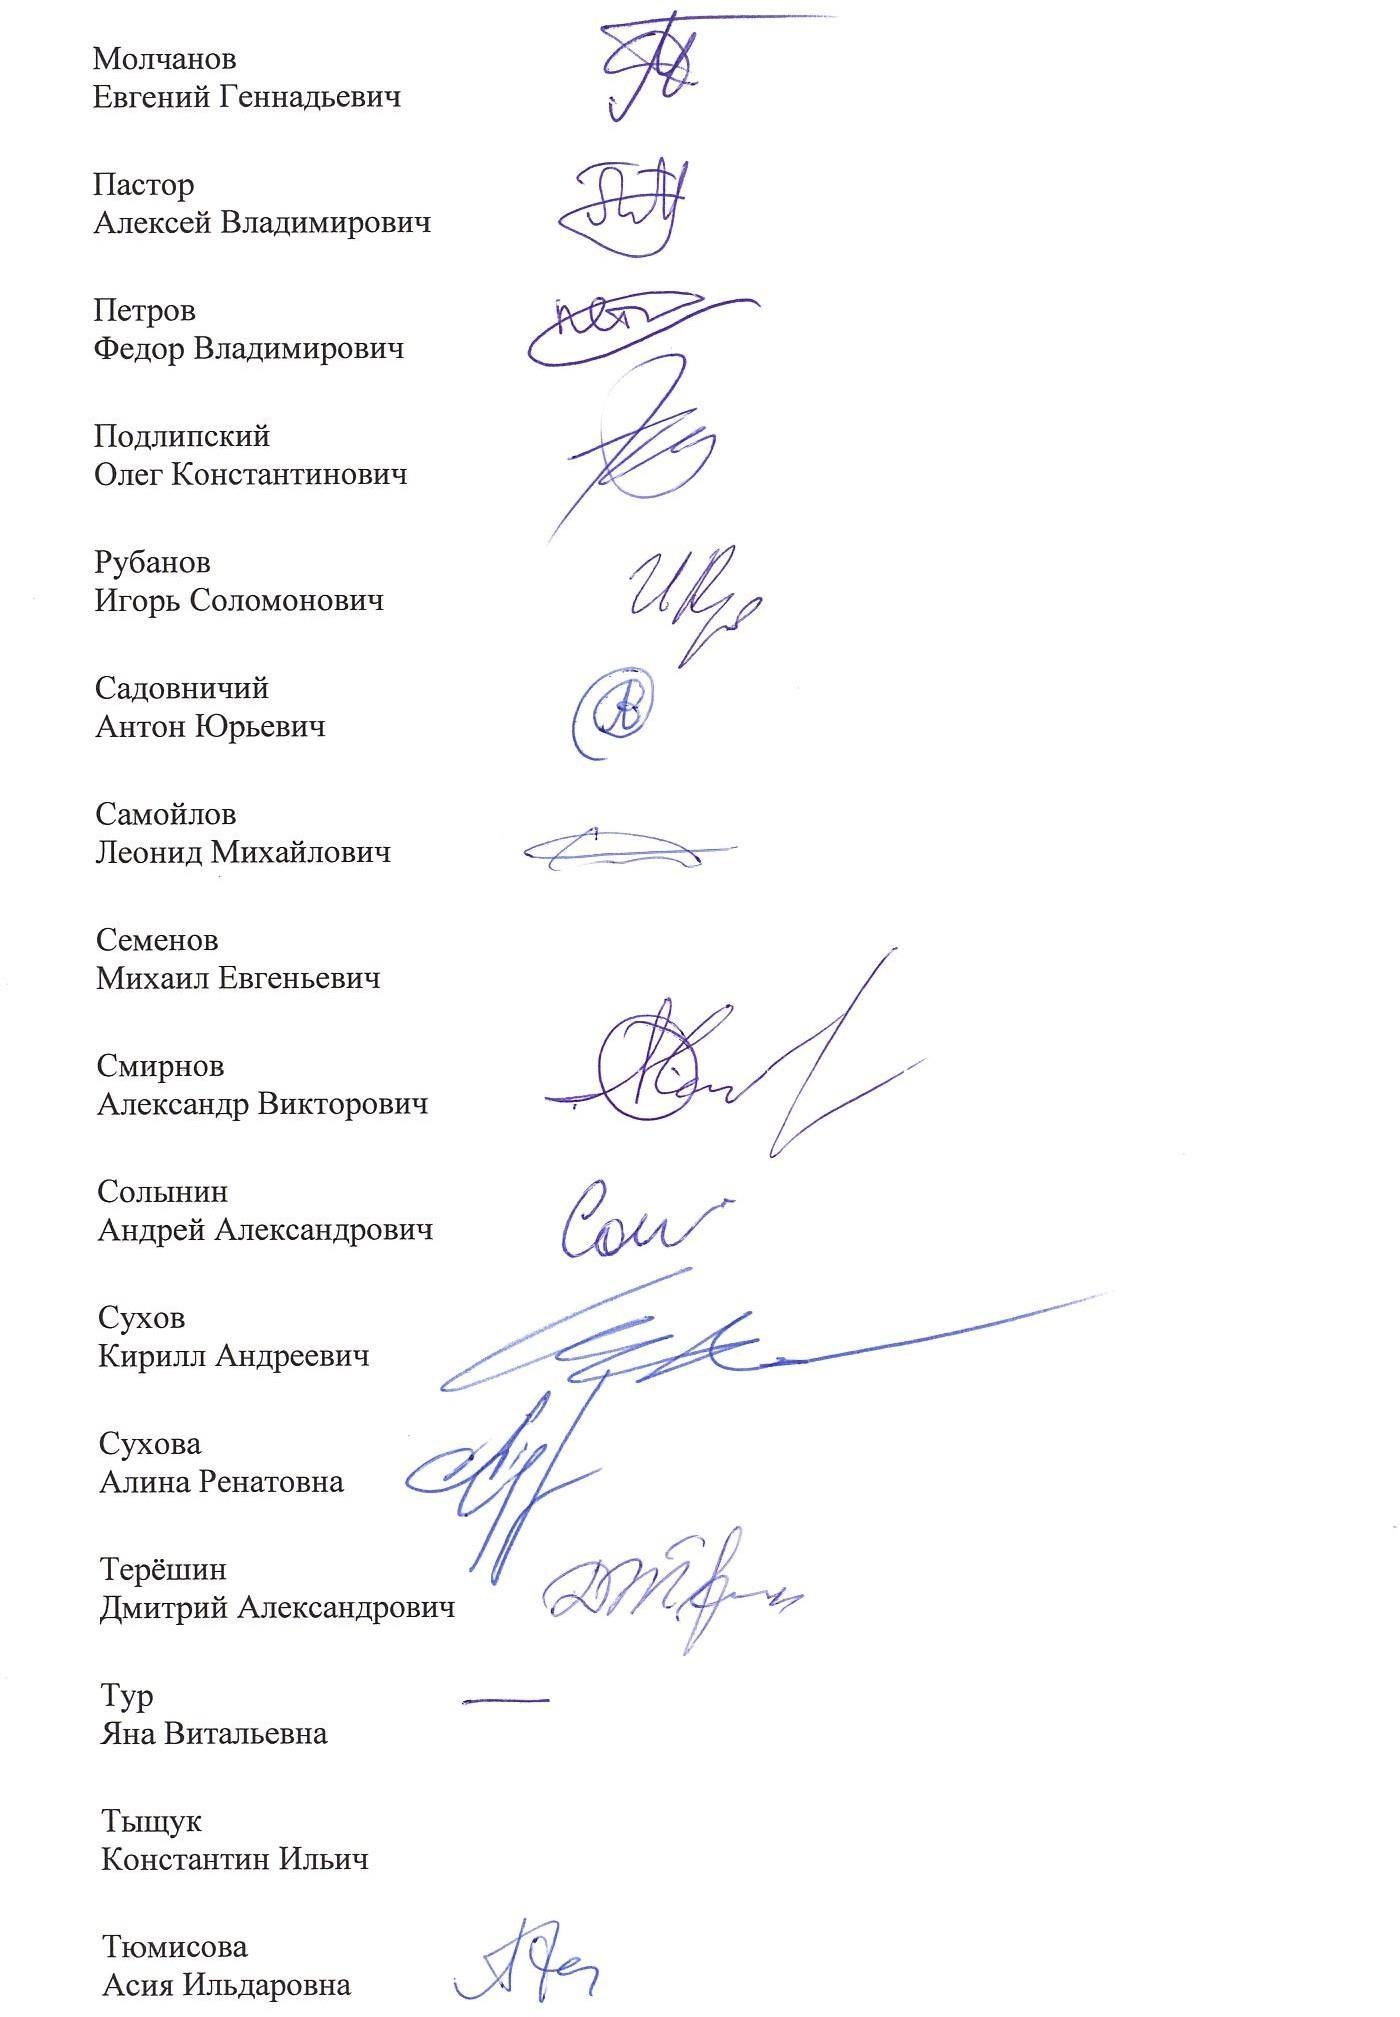 Молчанов
Евгений Геннадьевич
Пастор
Алексей Владимирович
Петров
Федор Владимирович
Подлипский
Олег Константинович
Рубанов
Игорь Соломонович
Садовничий
Антон Юрьевич
Самойлов
Леонид Михайлович
Семенов
Михаил Евгеньевич
Смирнов
Александр Викторович
Солынин
Андрей Александрович
Сухов
Кирилл Андреевич
Сухова
Алина Ренатовна
Терёшин
Дмитрий Александрович
Тур
Яна Витальевна
Тыщук
Константин Ильич
Тюмисова
Асия Ильдаровна